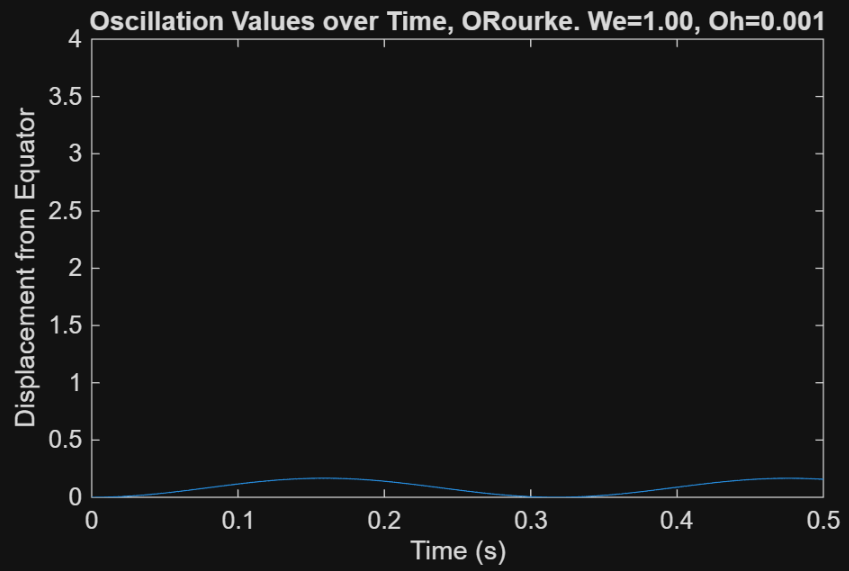 Oscillation Values over Time, ORourke. We=1.00, Oh=0.001
4
3.5
3
2.5
2
1.5
1
0.5
0
Displacement from Equator
0 0.1 0.2 0.3 0.4 0.5
Time (s)